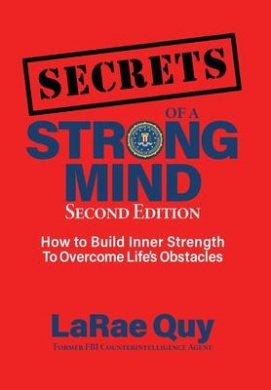 SECRETS
OF A
STRONG
MIND
SECOND EDITION
How to Build Inner Strength
To Overcome Life's Obstacles
LaRae Quy
FORMER FBI COUNTERINTELLIGENCE AGENT